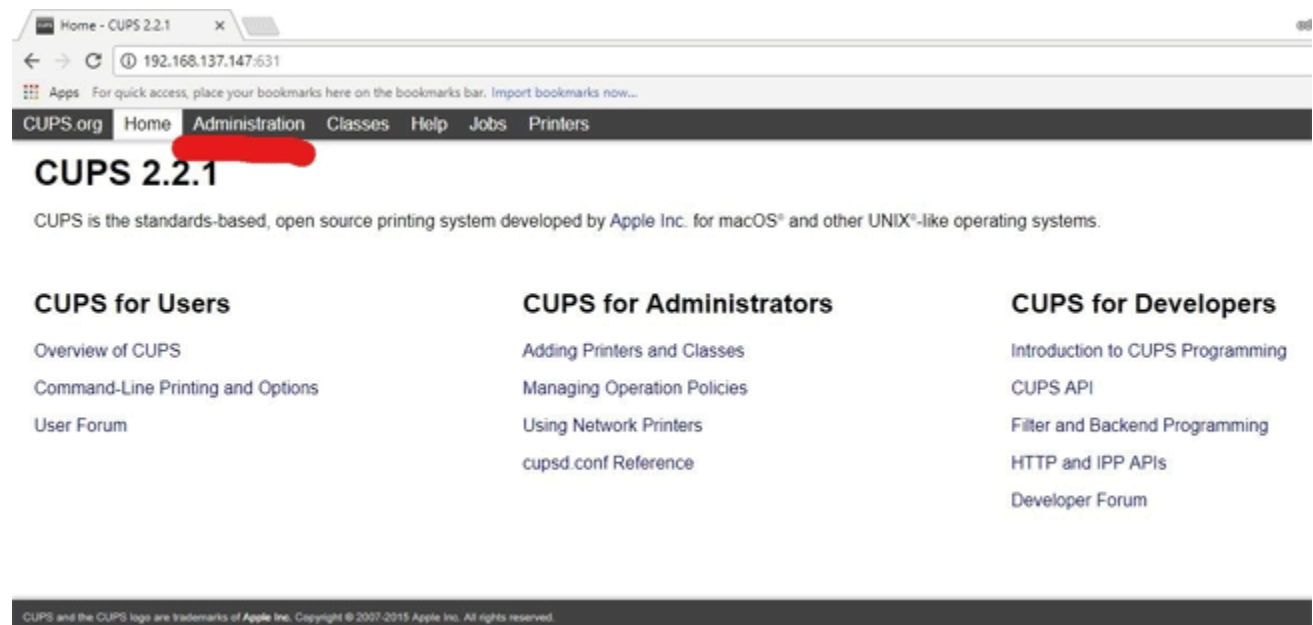 Home - CUPS 2.2.1
192.168.137.147:631
Apps For quick access, place your bookmarks here on the bookmarks bar. Import bookmarks now...
CUPS.org Home Administration Classes Help Jobs Printers
CUPS 2.2.1
CUPS is the standards-based, open source printing system developed by Apple Inc. for macOS® and other UNIX®-like operating systems.
CUPS for Users
Overview of CUPS
Command-Line Printing and Options
User Forum
CUPS for Administrators
Adding Printers and Classes
Managing Operation Policies
Using Network Printers
cupsd.conf Reference
CUPS for Developers
Introduction to CUPS Programming
CUPS API
Filter and Backend Programming
HTTP and IPP APIs
Developer Forum
CUPS and the CUPS logo are trademarks of Apple Inc. Copyright © 2007-2015 Apple Inc. All rights reserved.